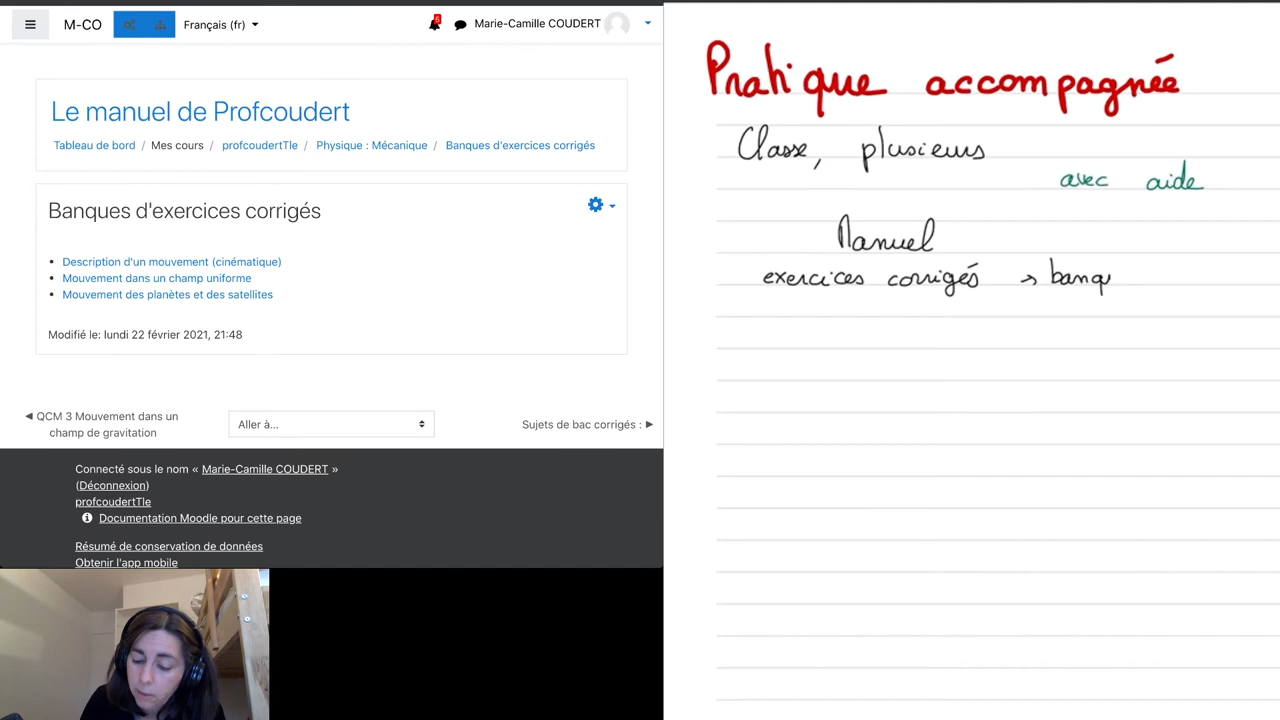 M-CO Français (fr) 5 Marie-Camille COUDERT
Le manuel de Profcoudert
Tableau de bord / Mes cours / profcoudertTle / Physique : Mécanique / Banques d'exercices corrigés
Banques d'exercices corrigés
• Description d'un mouvement (cinématique)
• Mouvement dans un champ uniforme
• Mouvement des planètes et des satellites
Modifié le: lundi 22 février 2021, 21:48
◀ QCM 3 Mouvement dans un
champ de gravitation
Aller à...
Sujets de bac corrigés : ▶
Connecté sous le nom « Marie-Camille COUDERT »
(Déconnexion)
profcoudertTle
Documentation Moodle pour cette page
Résumé de conservation de données
Obtenir l'app mobile
Pratique accompagnée
Classe, plusieurs
avec aide
Manuel
exercices corrigés → banq